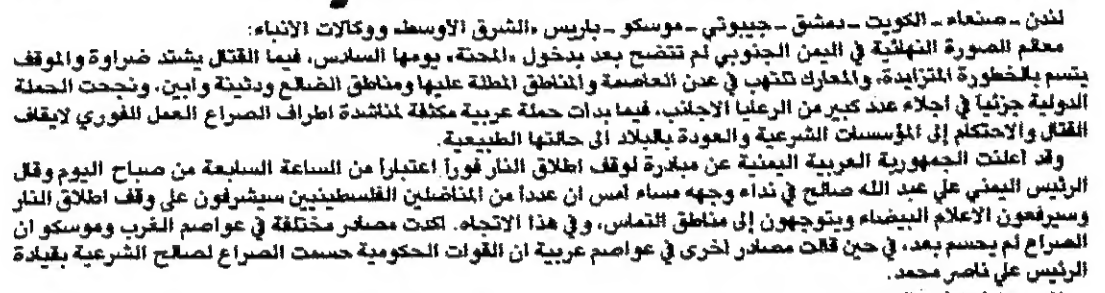 لندن ـ صنعاء ـ الكويت ـ دمشق ـ جيبوتي ـ موسكو ـ باريس «الشرق الاوسط» ووكالات الانباء:
معالم الصورة النهائية في اليمن الجنوبي لم تتضح بعد بدخول «المحنة» يومها السادس، فيما القتال يشتد ضراوة والموقف
يتسم بالخطورة المتزايدة، والمعارك تلتهب في عدن العاصمة والمناطق المطلة عليها ومناطق الضالع ودثينة وابين، ونجحت الحملة
الدولية جزئيا في اجلاء عدد كبير من الرعايا الاجانب، فيما بدات حملة عربية مكثفة لمناشدة اطراف الصراع العمل الفوري لايقاف
القتال والاحتكام إلى المؤسسات الشرعية والعودة بالبلاد الى حالتها الطبيعية.
وقد اعلنت الجمهورية العربية اليمنية عن مبادرة لوقف اطلاق النار فوراً اعتباراً من الساعة السابعة من صباح اليوم وقال
الرئيس اليمني علي عبد الله صالح في نداء وجهه مساء امس ان عدداً من المناضلين الفلسطينيين سيشرفون على وقف اطلاق النار
وسيرفعون الاعلام البيضاء ويتوجهون إلى مناطق التماس، وفي هذا الاتجاه. اكدت مصادر مختلفة في عواصم الغرب وموسكو ان
الصراع لم يحسم بعد، في حين قالت مصادر اخرى في عواصم عربية ان القوات الحكومية حسمت الصراع لصالح الشرعية بقيادة
الرئيس علي ناصر محمد.